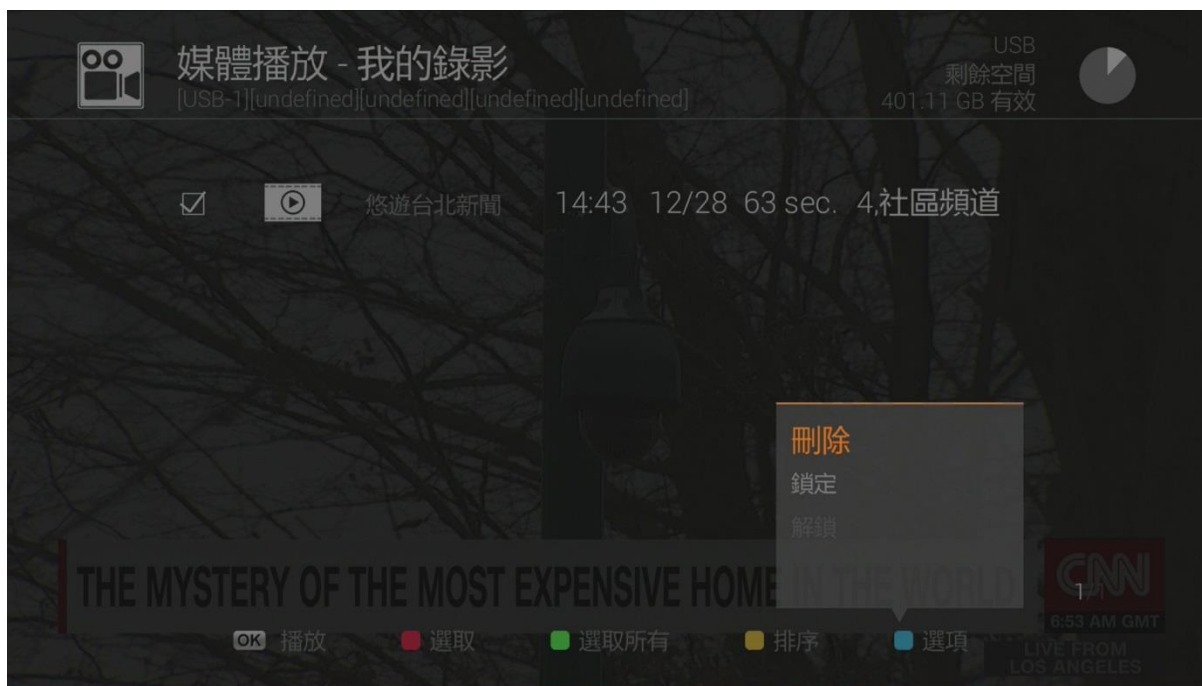 媒體播放 - 我的錄影
[USB-1][undefined][undefined][undefined][undefined]
USB
剩餘空間
401.11 GB 有效
悠遊台北新聞 14:43 12/28 63 sec. 4,社區頻道
刪除
鎖定
解鎖
THE MYSTERY OF THE MOST EXPENSIVE HOME IN THE WORLD
CNN
1/1
6:53 AM GMT
LIVE FROM
LOS ANGELES
OK 播放 選取 選取所有 排序 選項